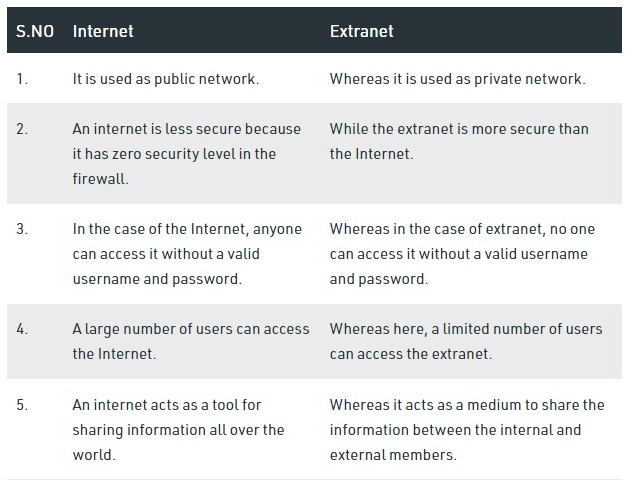 S.NO Internet Extranet
1. It is used as public network. Whereas it is used as private network.
2. An internet is less secure because While the extranet is more secure than
it has zero security level in the the Internet.
firewall.
3. In the case of the Internet, anyone Whereas in the case of extranet, no one
can access it without a valid can access it without a valid username
username and password. and password.
4. A large number of users can access Whereas here, a limited number of users
the Internet. can access the extranet.
5. An internet acts as a tool for Whereas it acts as a medium to share the
sharing information all over the information between the internal and
world. external members.